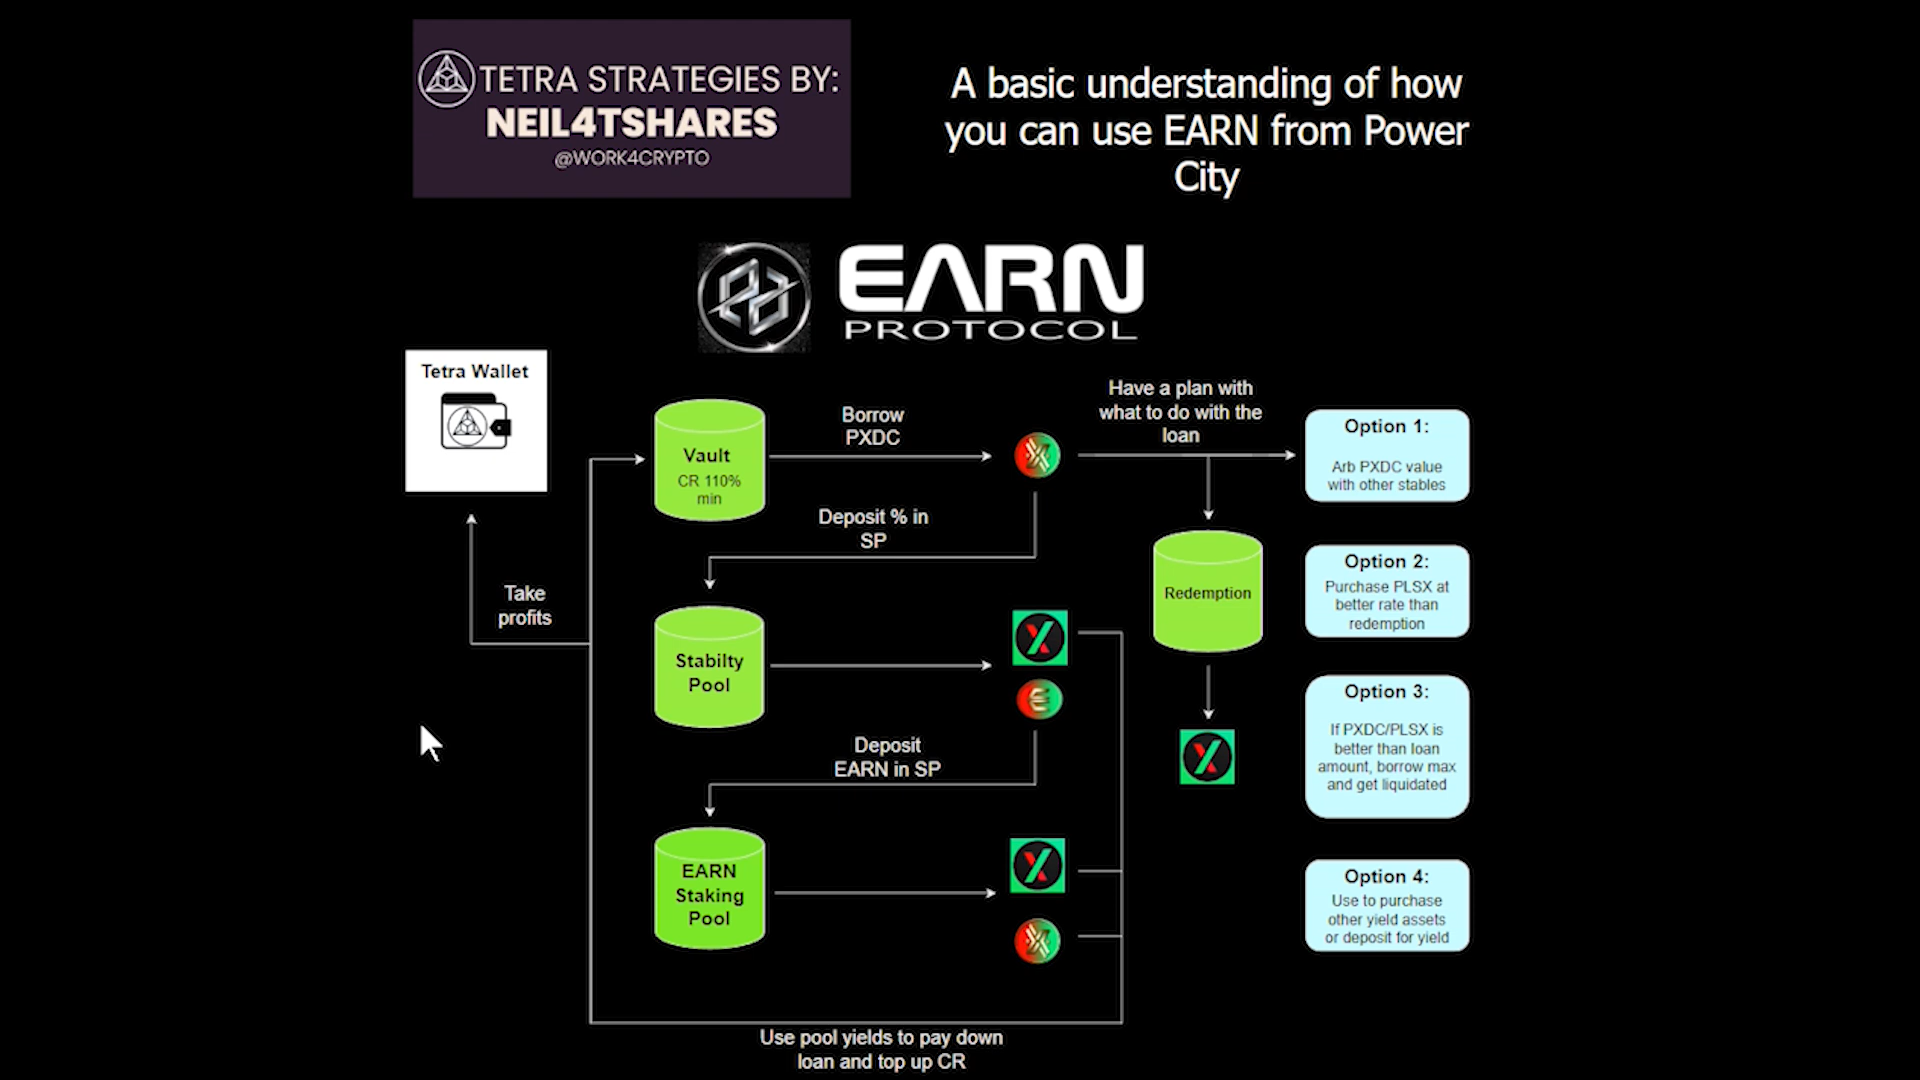 TETRA STRATEGIES BY:
NEIL4TSHARES
@WORK4CRYPTO
A basic understanding of how
you can use EARN from Power
City
EARN
PROTOCOL
Tetra Wallet
Vault
CR 110%
min
Borrow
PXDC
Have a plan with
what to do with the
loan
Option 1:
Arb PXDC value
with other stables
Deposit % in
SP
Take
profits
Redemption
Option 2:
Purchase PLSX at
better rate than
redemption
Stabilty
Pool
Option 3:
If PXDC/PLSX is
better than loan
amount, borrow max
and get liquidated
Deposit
EARN in SP
EARN
Staking
Pool
Option 4:
Use to purchase
other yield assets
or deposit for yield
Use pool yields to pay down
loan and top up CR